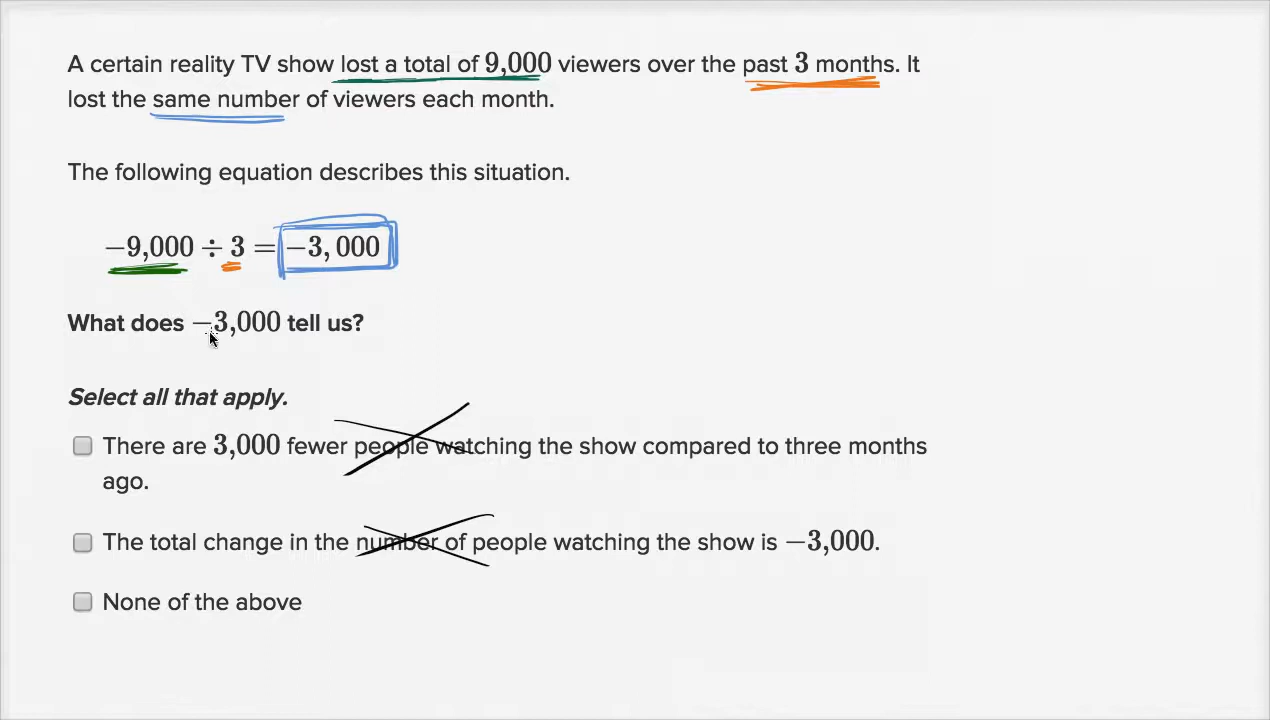 A certain reality TV show lost a total of 9,000 viewers over the past 3 months. It
lost the same number of viewers each month.
The following equation describes this situation.
−9,000 ÷ 3 = −3, 000
What does −3,000 tell us?
Select all that apply.
There are 3,000 fewer people watching the show compared to three months
ago.
The total change in the number of people watching the show is −3,000.
None of the above